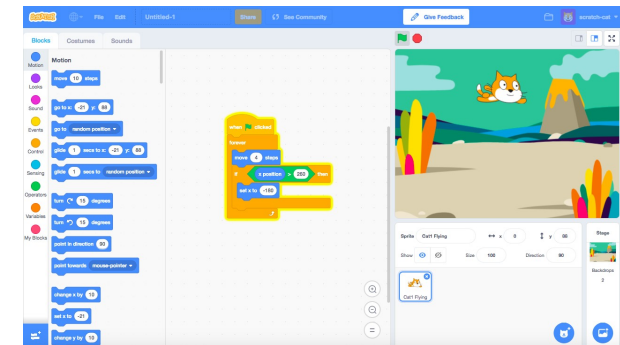 SCRATCH File Edit Untitled-1 Share See Community Give Feedback scratch-cat
Blocks Costumes Sounds
Motion
Looks
Sound
Events
Control
Sensing
Operators
Variables
My Blocks
Motion
move 10 steps
go to x: -21 y: 88
go to random position
glide 1 secs to x: -21 y: 88
glide 1 secs to random position
turn 15 degrees
turn 15 degrees
point in direction 90
point towards mouse-pointer
change x by 10
set x to -21
change y by 10
when clicked
forever
move 4 steps
if x position > 260 then
set x to -180
Sprite Cat1 Flying x 0 y 88
Show Size 100 Direction 90
Cat1 Flying
Stage
Backdrops
2